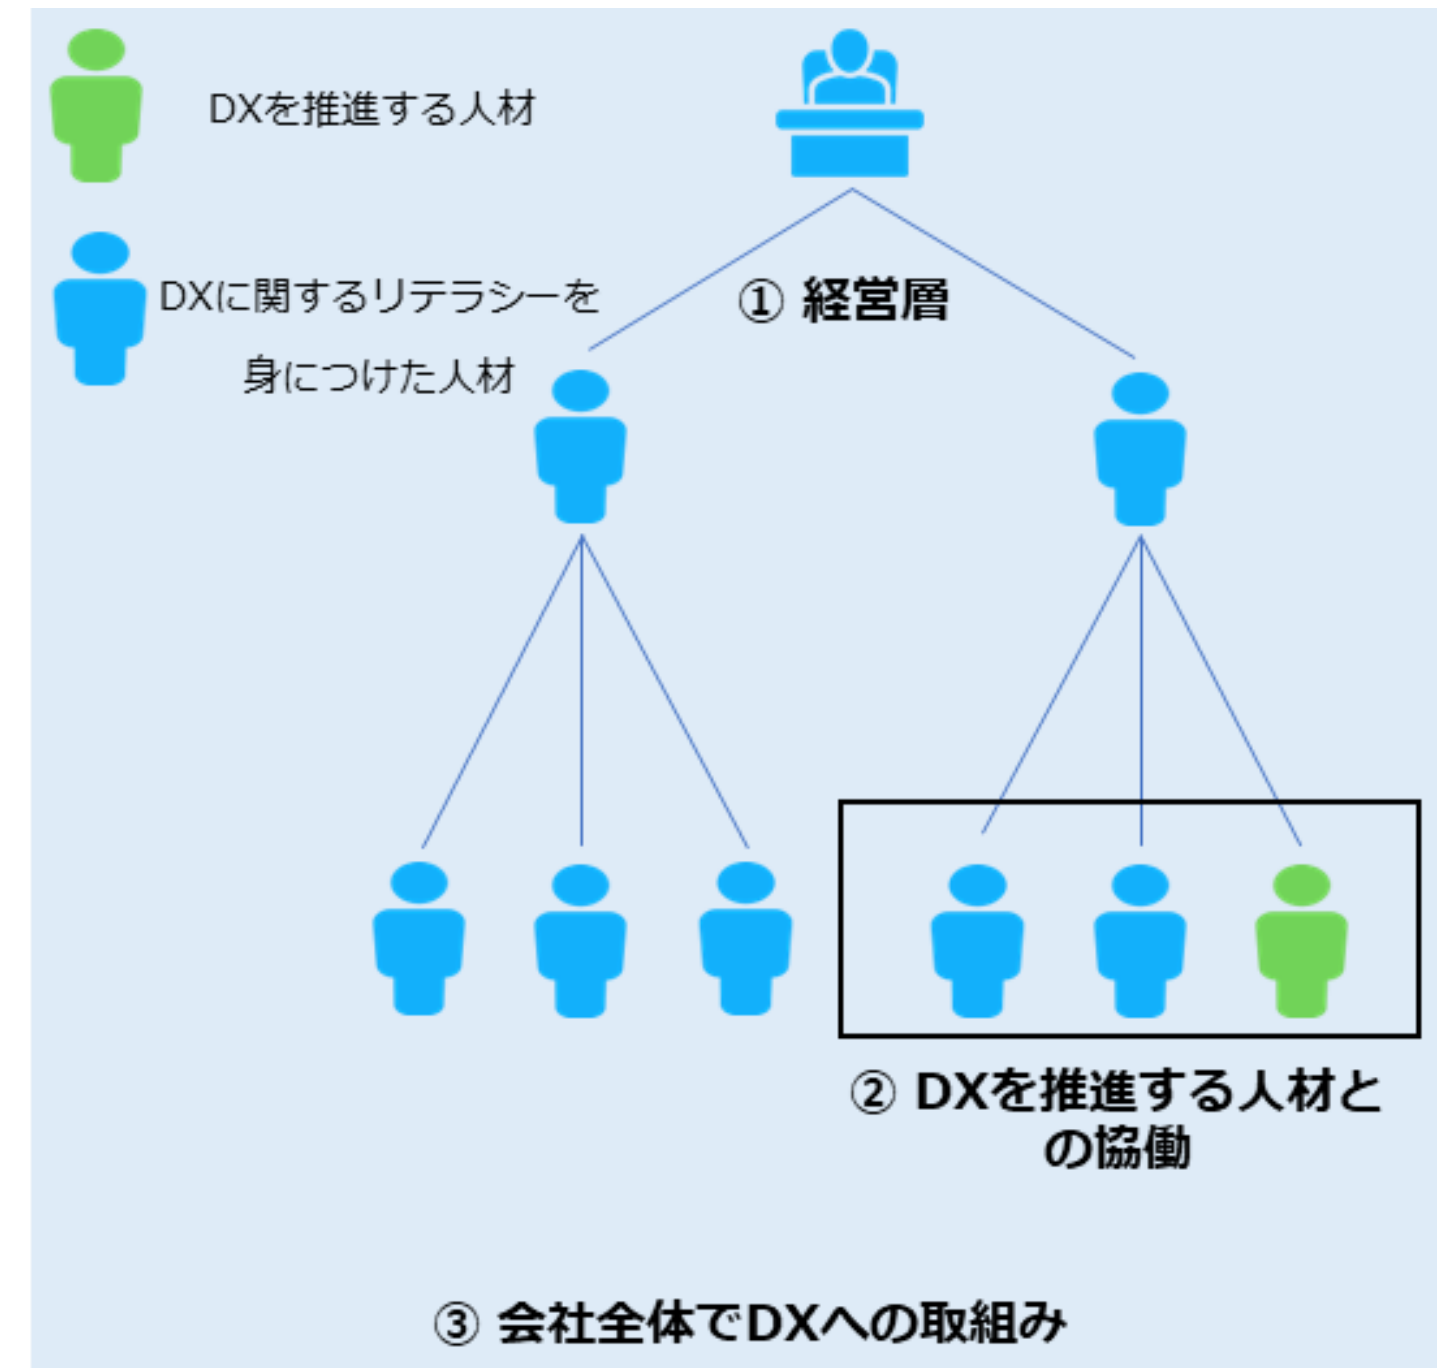 DXを推進する人材
DXに関するリテラシーを
身につけた人材
① 経営層
② DXを推進する人材と
の協働
③ 会社全体でDXへの取組み